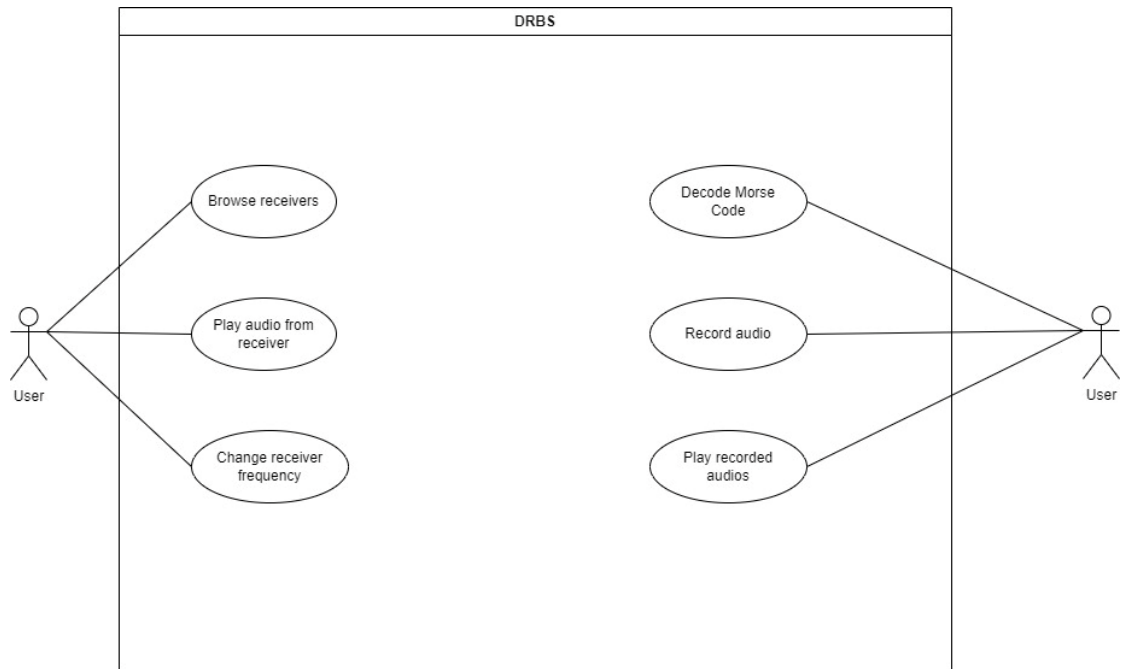 DRBS
Browse receivers
Decode Morse
Code
Play audio from
receiver
Record audio
User
User
Change receiver
frequency
Play recorded
audios